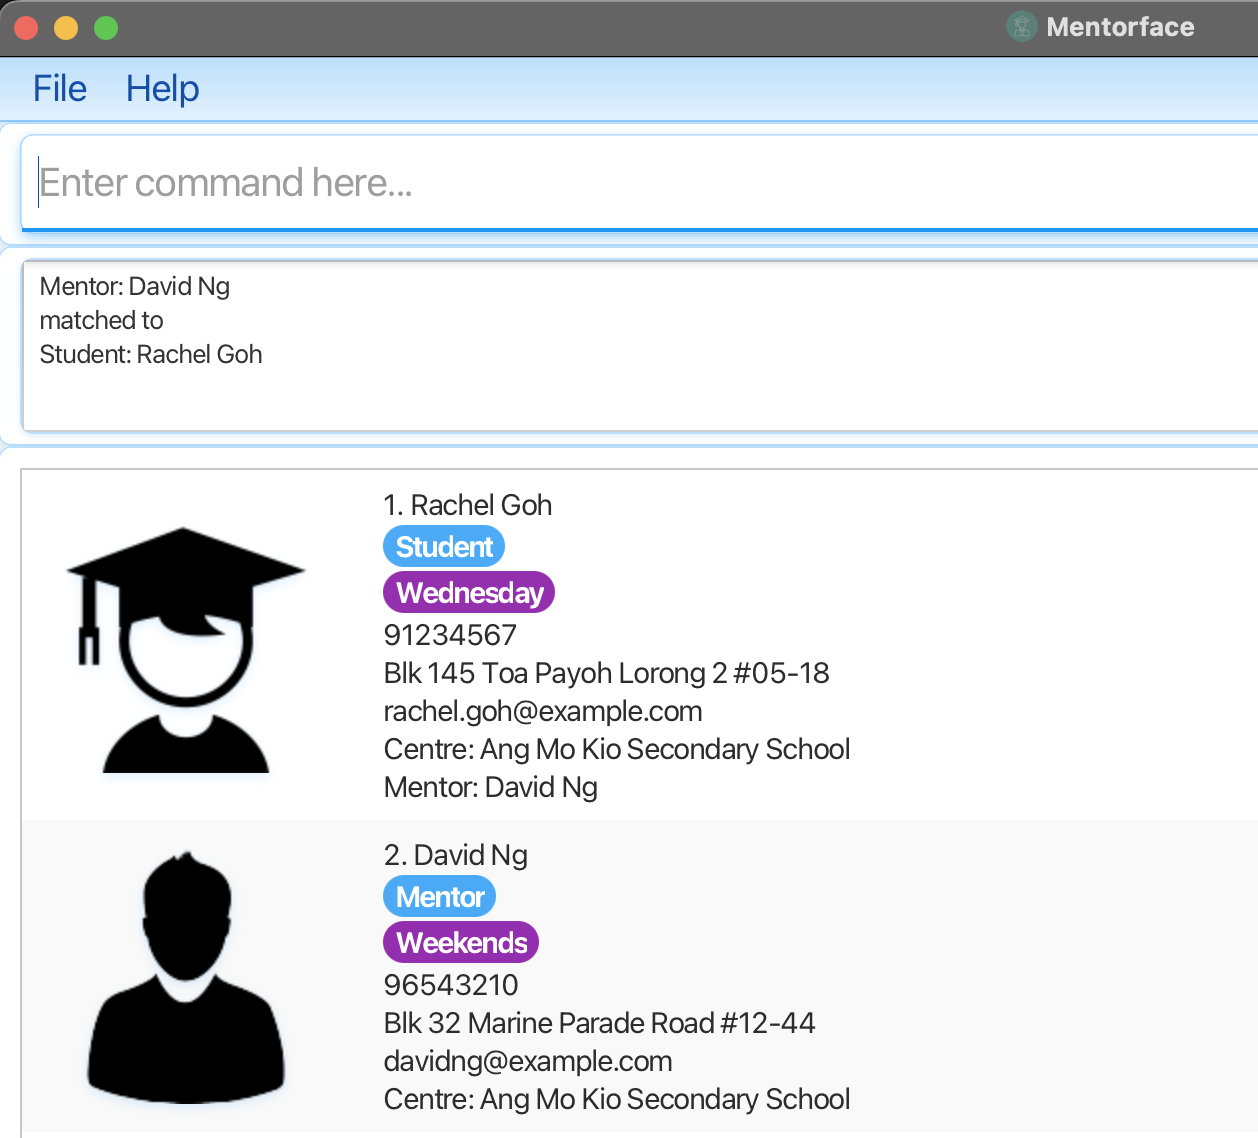 Mentorface
File Help
Enter command here...
Mentor: David Ng
matched to
Student: Rachel Goh
1. Rachel Goh
Student
Wednesday
91234567
Blk 145 Toa Payoh Lorong 2 #05-18
rachel.goh@example.com
Centre: Ang Mo Kio Secondary School
Mentor: David Ng
2. David Ng
Mentor
Weekends
96543210
Blk 32 Marine Parade Road #12-44
davidng@example.com
Centre: Ang Mo Kio Secondary School